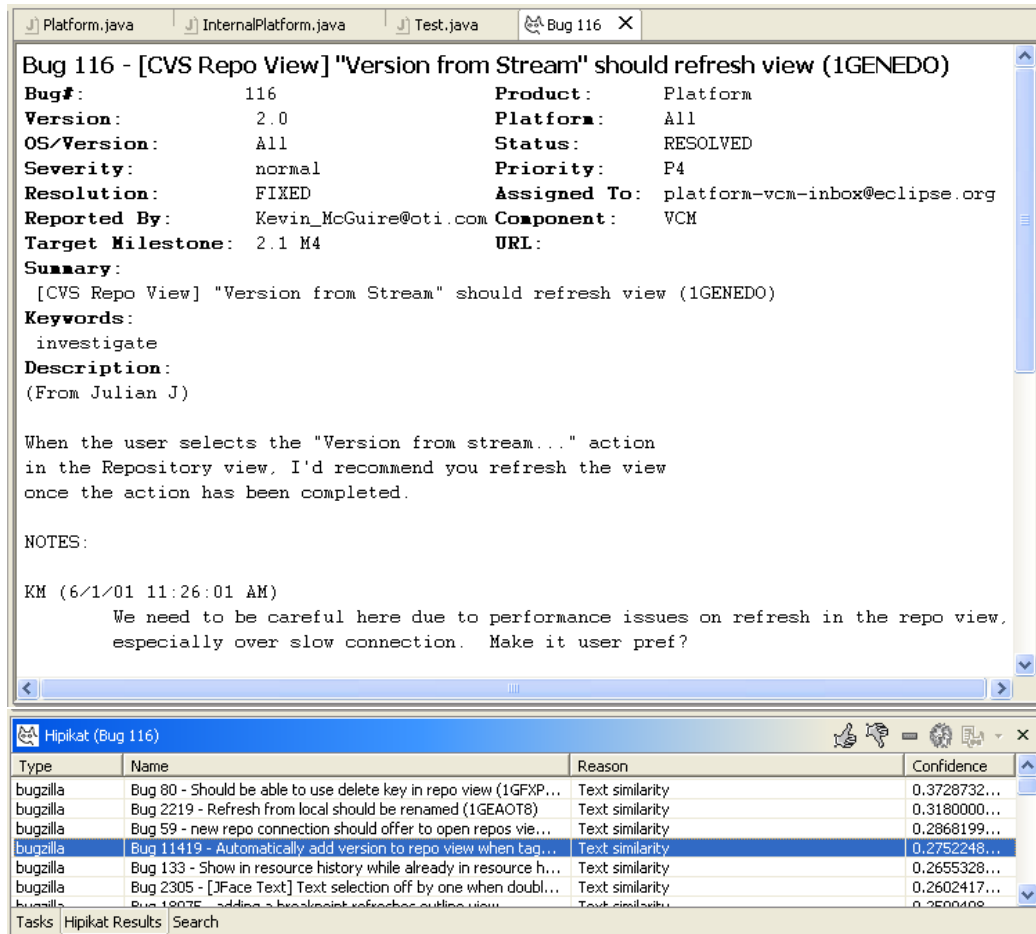 Platform.java InternalPlatform.java Test.java Bug 116
Bug 116 - [CVS Repo View] "Version from Stream" should refresh view (1GENEDO)
Bug#: 116 Product: Platform
Version: 2.0 Platform: All
OS/Version: All Status: RESOLVED
Severity: normal Priority: P4
Resolution: FIXED Assigned To: platform-vcm-inbox@eclipse.org
Reported By: Kevin_McGuire@oti.com Component: VCM
Target Milestone: 2.1 M4 URL:
Summary:
[CVS Repo View] "Version from Stream" should refresh view (1GENEDO)
Keywords:
investigate
Description:
(From Julian J)
When the user selects the "Version from stream..." action
in the Repository view, I'd recommend you refresh the view
once the action has been completed.
NOTES:
KM (6/1/01 11:26:01 AM)
We need to be careful here due to performance issues on refresh in the repo view,
especially over slow connection. Make it user pref?
Hipikat (Bug 116)
Type Name Reason Confidence
bugzilla Bug 80 - Should be able to use delete key in repo view (1GFXP... Text similarity 0.3728732...
bugzilla Bug 2219 - Refresh from local should be renamed (1GEAOT8) Text similarity 0.3180000...
bugzilla Bug 59 - new repo connection should offer to open repos vie... Text similarity 0.2868199...
bugzilla Bug 11419 - Automatically add version to repo view when tag... Text similarity 0.2752248...
bugzilla Bug 133 - Show in resource history while already in resource h... Text similarity 0.2655328...
bugzilla Bug 2305 - [JFace Text] Text selection off by one when doubl... Text similarity 0.2602417...
bugzilla Bug 18075 - adding a breakpoint refreshes outline view Text similarity
Tasks Hipikat Results Search